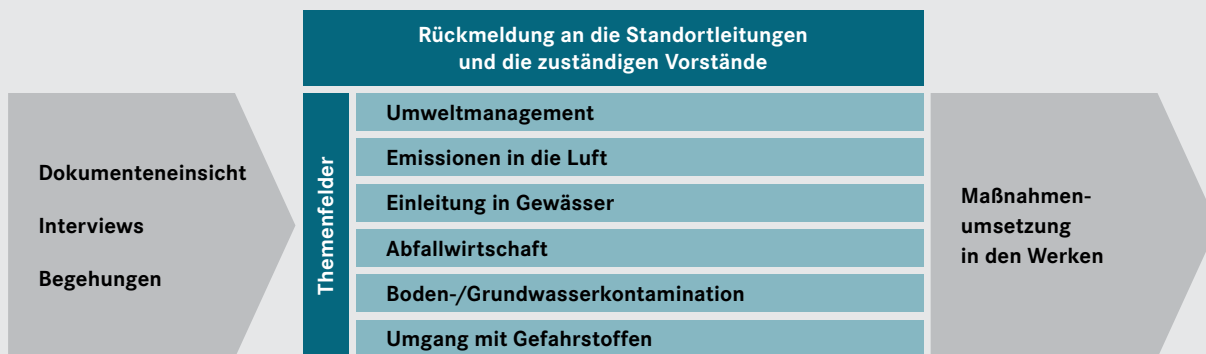 Rückmeldung an die Standortleitungen
und die zuständigen Vorstände
Dokumenteneinsicht
Interviews
Begehungen
Themenfelder
Umweltmanagement
Emissionen in die Luft
Einleitung in Gewässer
Abfallwirtschaft
Boden-/Grundwasserkontamination
Umgang mit Gefahrstoffen
Maßnahmen-
umsetzung
in den Werken